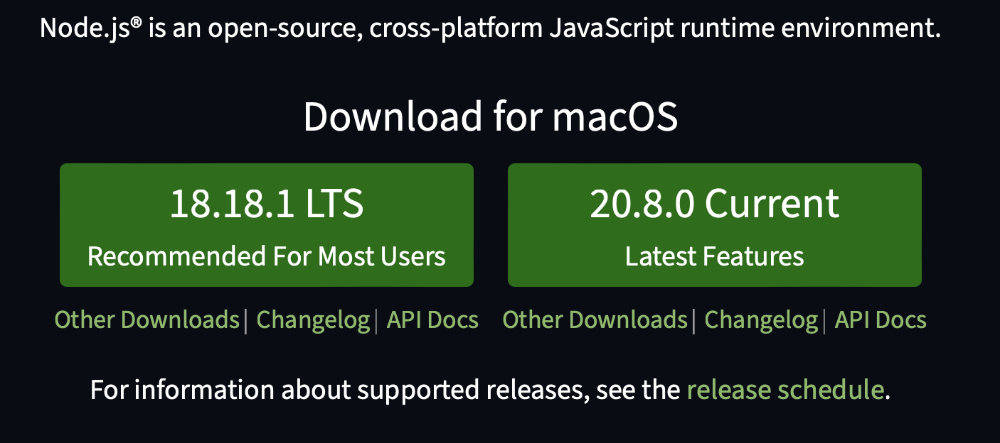 Node.js® is an open-source, cross-platform JavaScript runtime environment.
Download for macOS
18.18.1 LTS
Recommended For Most Users
20.8.0 Current
Latest Features
Other Downloads| Changelog| API Docs
Other Downloads| Changelog| API Docs
For information about supported releases, see the release schedule.